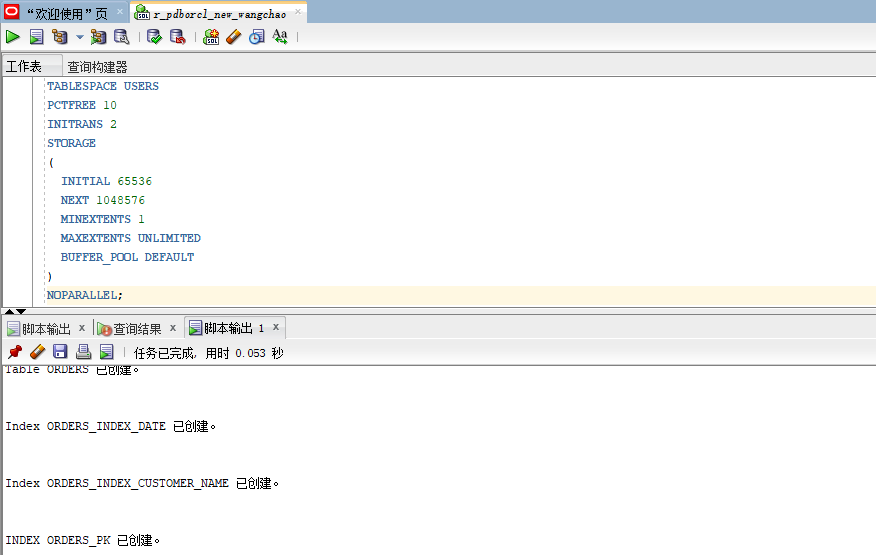 “欢迎使用”页
r_pdborcl_new_wangchao
工作表 查询构建器
TABLESPACE USERS
PCTFREE 10
INITRANS 2
STORAGE
(
INITIAL 65536
NEXT 1048576
MINEXTENTS 1
MAXEXTENTS UNLIMITED
BUFFER_POOL DEFAULT
)
NOPARALLEL;
脚本输出 x 查询结果 x 脚本输出 1 x
任务已完成, 用时 0.053 秒
Table ORDERS 已创建。
Index ORDERS_INDEX_DATE 已创建。
Index ORDERS_INDEX_CUSTOMER_NAME 已创建。
INDEX ORDERS_PK 已创建。